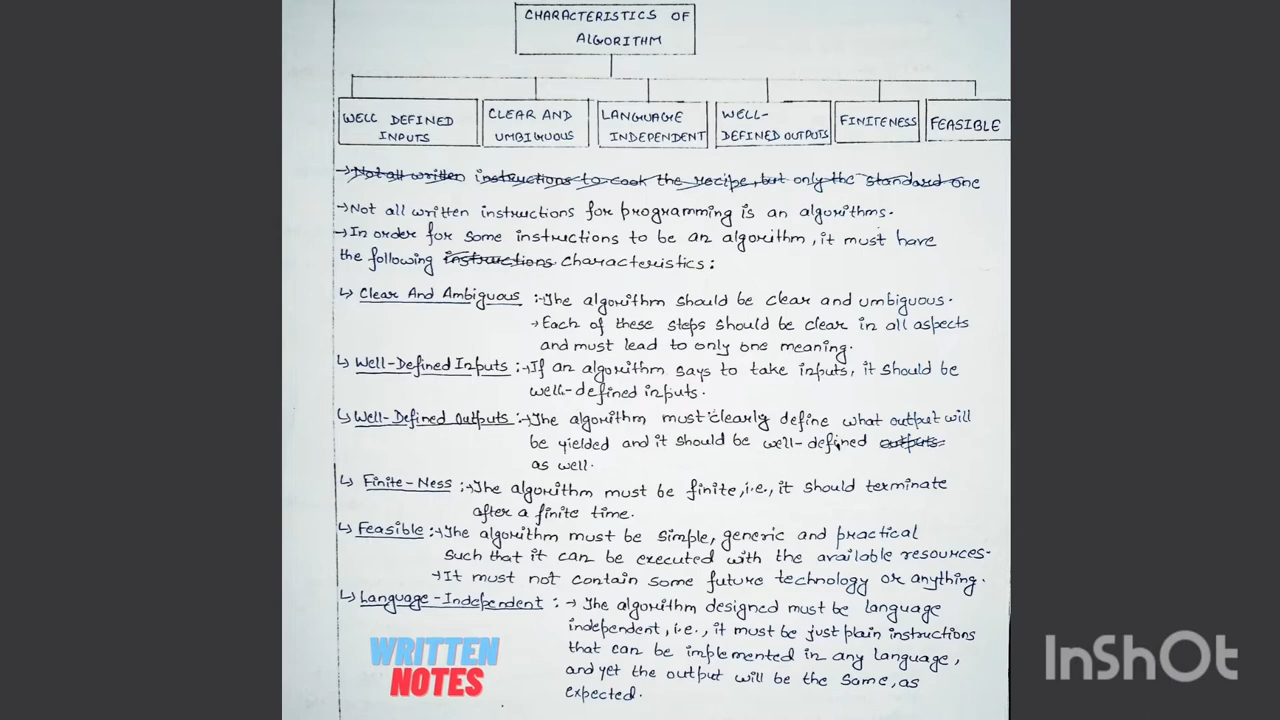 CHARACTERISTICS OF
ALGORITHM
WELL DEFINED
INPUTS
CLEAR AND
UMBIGUOUS
LANGUAGE
INDEPENDENT
WELL-
DEFINED OUTPUTS
FINITENESS
FEASIBLE
→Not all written instructions to cook the recipe, but only the standard one
→Not all written instructions for programming is an algorithms.
→In order for some instructions to be an algorithm, it must have
the following instructions characteristics:
↳ Clear And Ambiguous :→The algorithm should be clear and umbiguous.
→Each of these steps should be clear in all aspects
and must lead to only one meaning.
↳ Well-Defined Inputs :→If an algorithm says to take inputs, it should be
well-defined inputs.
↳ Well-Defined Outputs :→The algorithm must clearly define what output will
be yielded and it should be well-defined outputs
as well.
↳ Finite-Ness :→The algorithm must be finite, i.e., it should terminate
after a finite time.
↳ Feasible :→The algorithm must be simple, generic and practical
such that it can be executed with the available resources.
→It must not contain some future technology or anything.
↳ Language-Independent : → The algorithm designed must be language
independent, i.e., it must be just plain instructions
that can be implemented in any language,
and yet the output will be the same, as
expected.
WRITTEN
NOTES
InShOt